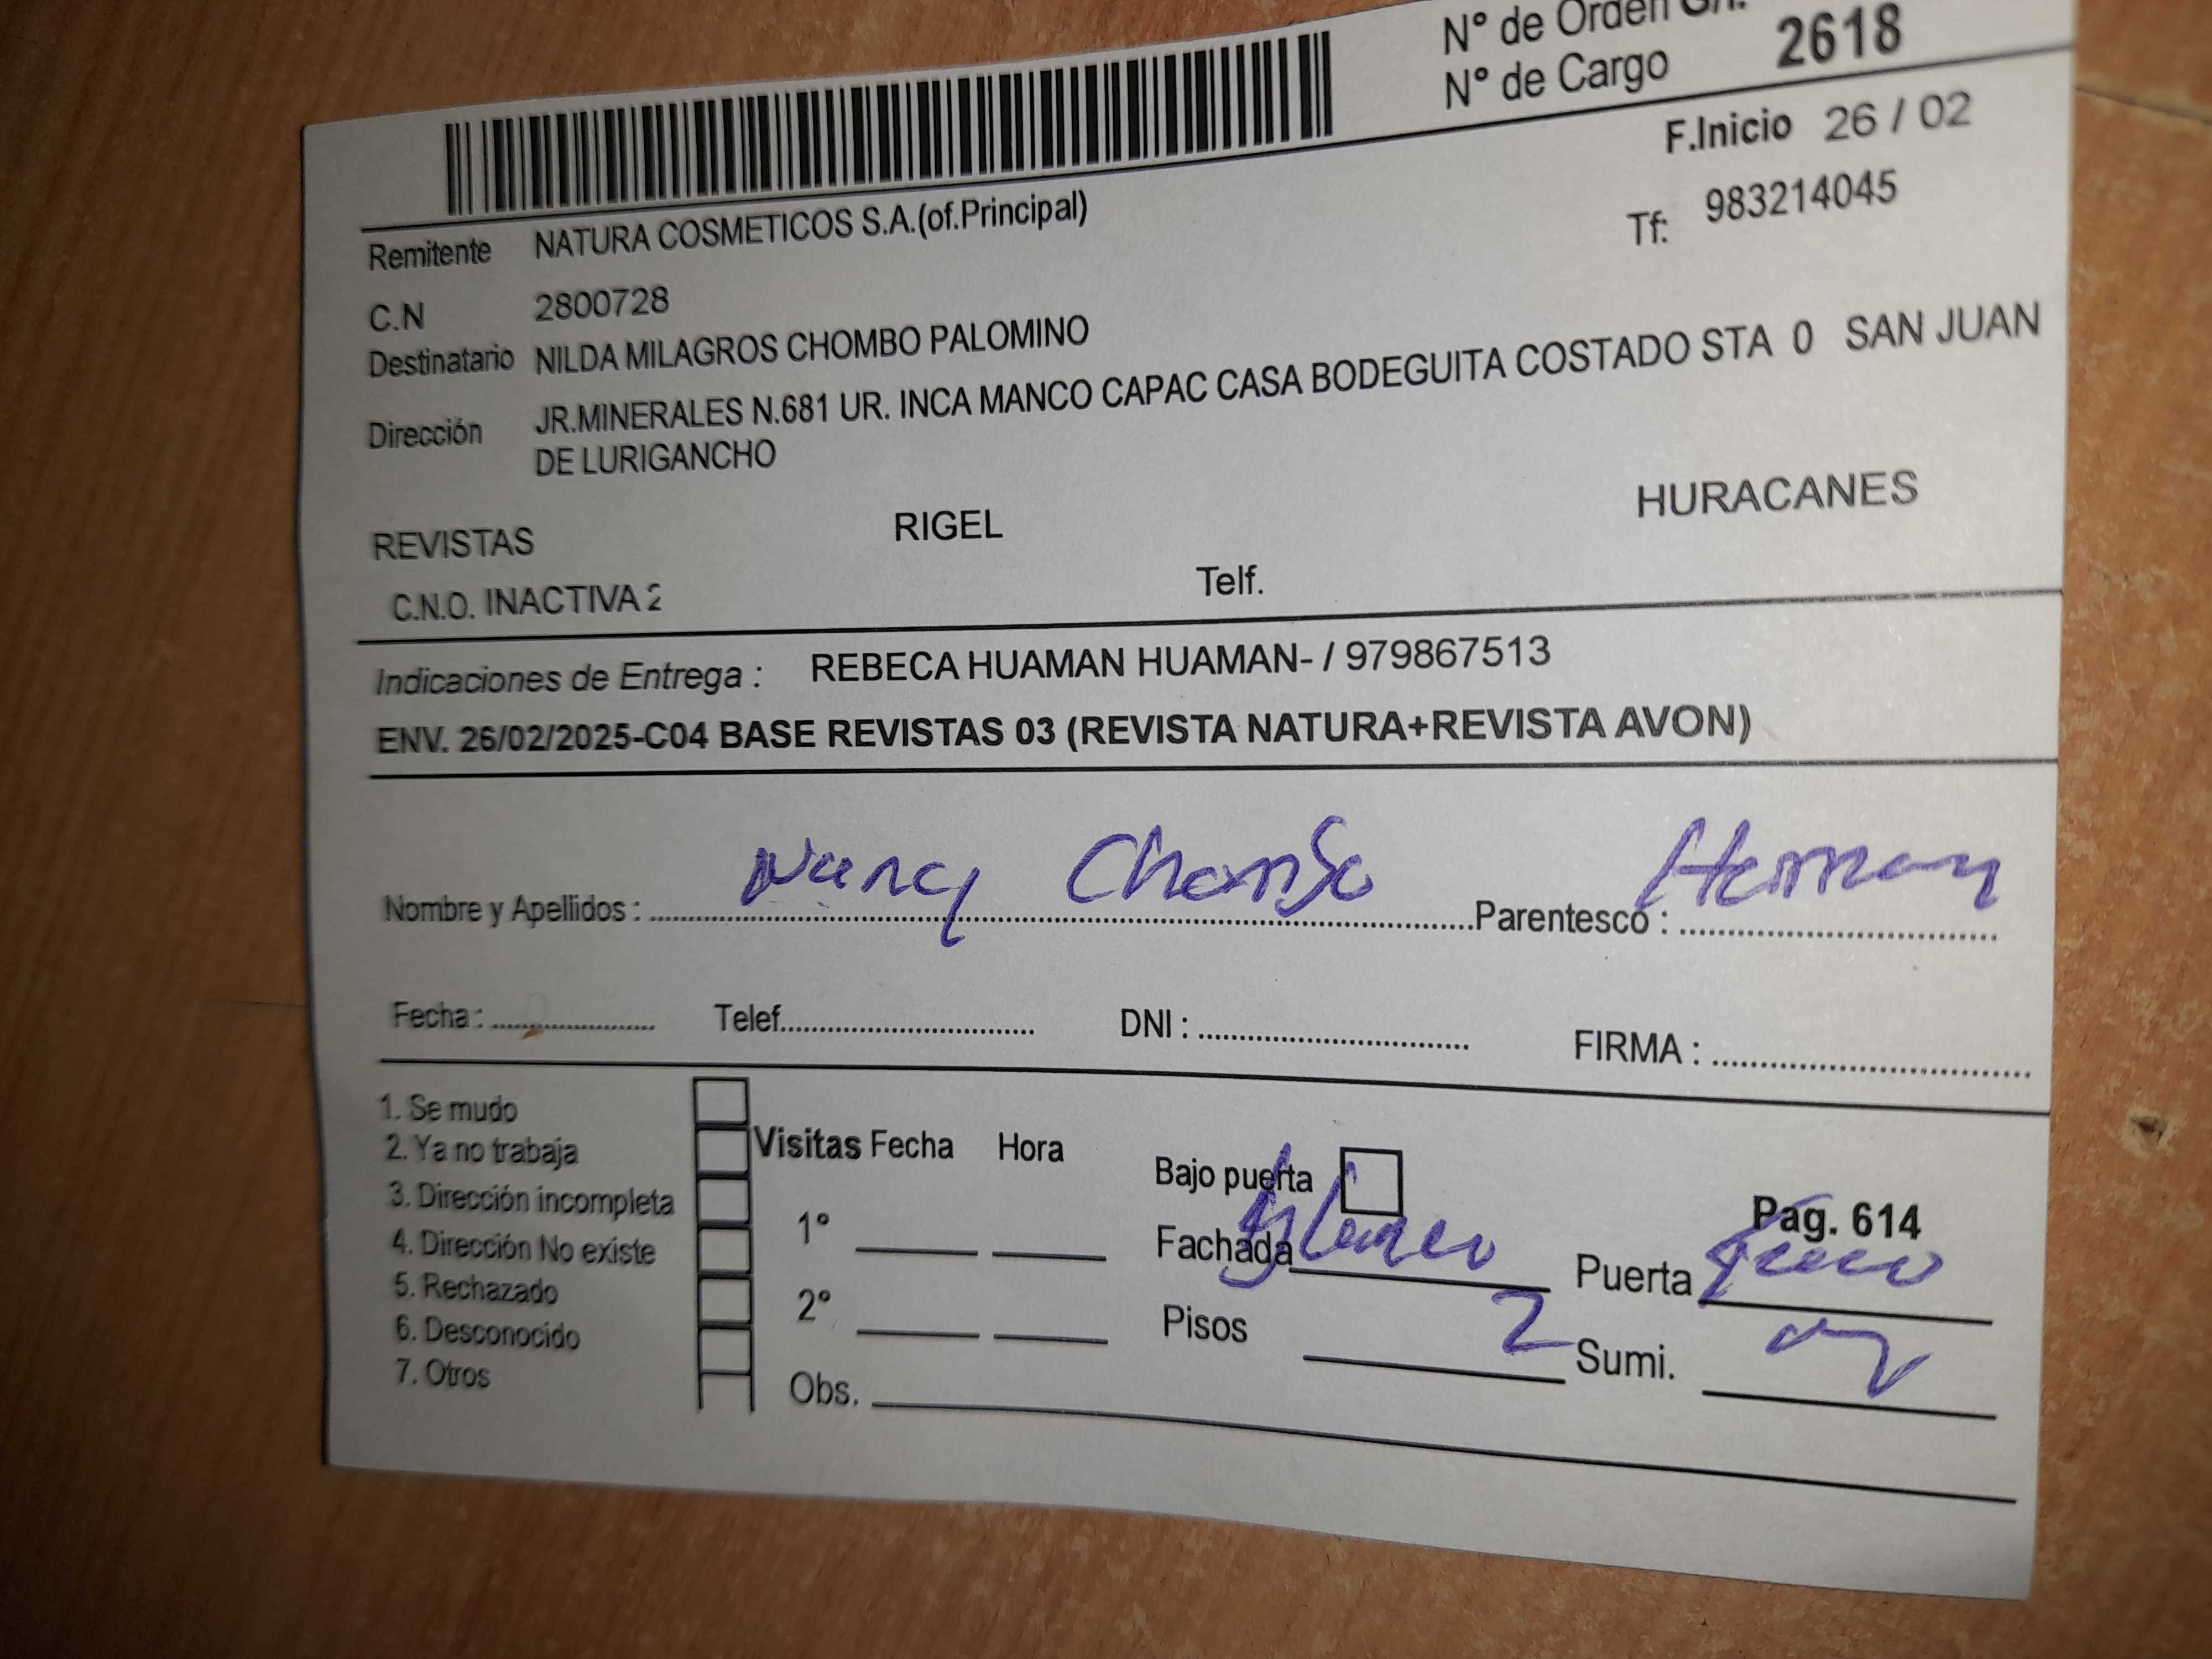 N° de Orden
N° de Cargo 2618
F.Inicio 26 / 02
Remitente NATURA COSMETICOS S.A.(of.Principal) Tf: 983214045
C.N 2800728
Destinatario NILDA MILAGROS CHOMBO PALOMINO
Dirección JR.MINERALES N.681 UR. INCA MANCO CAPAC CASA BODEGUITA COSTADO STA 0 SAN JUAN
DE LURIGANCHO
REVISTAS RIGEL HURACANES
C.N.O. INACTIVA 2 Telf.
Indicaciones de Entrega : REBECA HUAMAN HUAMAN- / 979867513
ENV. 26/02/2025-C04 BASE REVISTAS 03 (REVISTA NATURA+REVISTA AVON)
Nombre y Apellidos : Nancy Chombo Parentesco :
Fecha : Telef. DNI : FIRMA :
1. Se mudo
2. Ya no trabaja
3. Dirección incompleta
4. Dirección No existe
5. Rechazado
6. Desconocido
7. Otros
Visitas Fecha Hora
1°
2°
Obs.
Bajo puerta
Fachada Blanco
Pisos 2
Pag. 614
Puerta
Sumi.